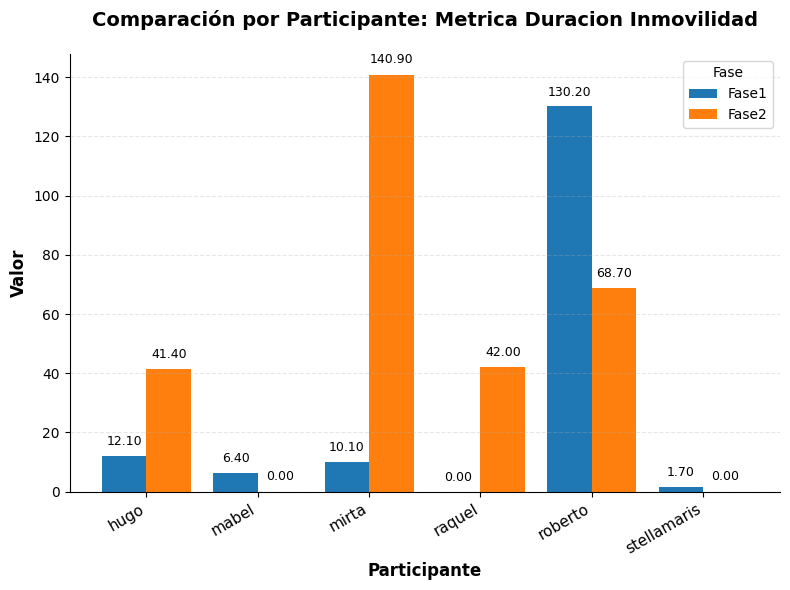 Comparación por Participante: Metrica Duracion Inmovilidad
Fase
Fase1
Fase2
Valor
140
120
100
80
60
40
20
0
12.10
41.40
6.40
0.00
10.10
140.90
0.00
42.00
130.20
68.70
1.70
0.00
hugo
mabel
mirta
raquel
roberto
stellamaris
Participante